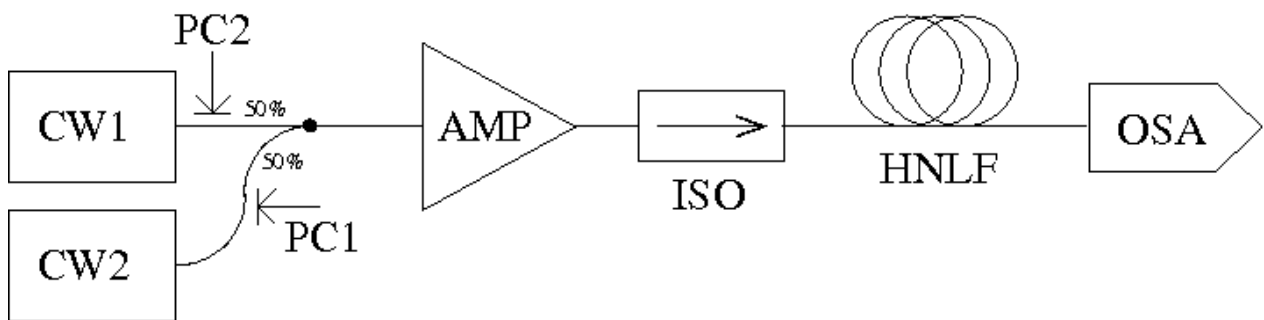 PC2
CW1
50%
AMP
OSA
50%
HNLF
ISO
PC1
CW2